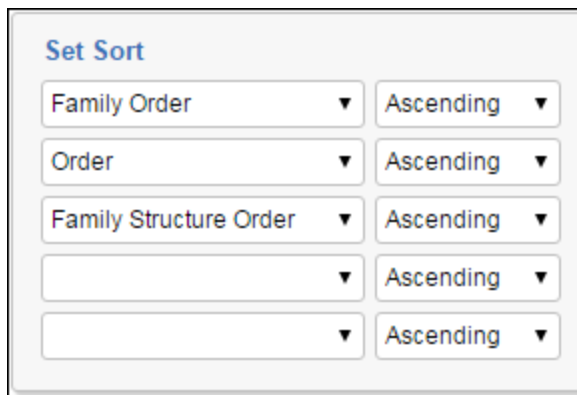 Set Sort
Family Order Ascending
Order Ascending
Family Structure Order Ascending
Ascending
Ascending